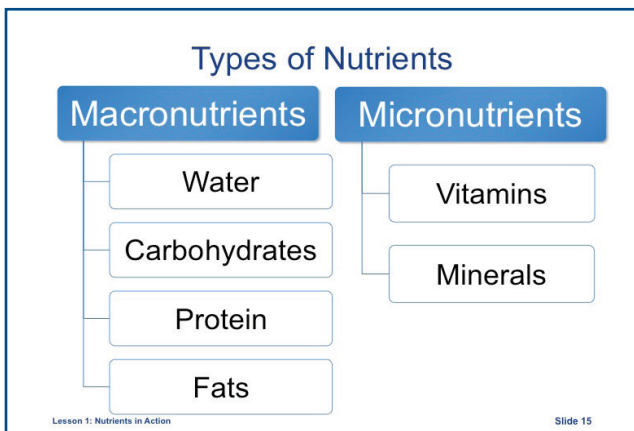 Types of Nutrients
Macronutrients
Water
Carbohydrates
Protein
Fats
Micronutrients
Vitamins
Minerals
Lesson 1: Nutrients in Action
Slide 15